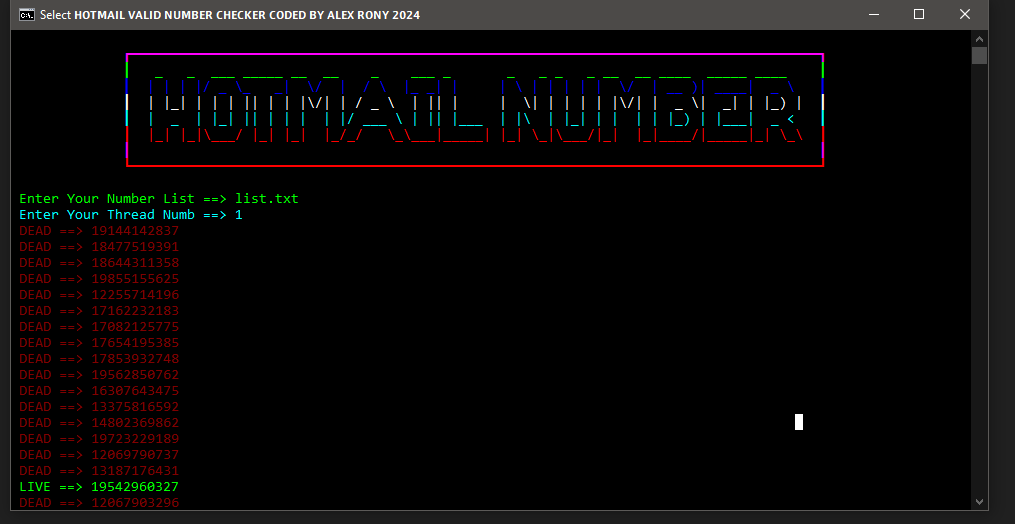 Select HOTMAIL VALID NUMBER CHECKER CODED BY ALEX RONY 2024
HOTMAIL NUMBER
Enter Your Number List ==> list.txt
Enter Your Thread Numb ==> 1
DEAD ==> 19144142837
DEAD ==> 18477519391
DEAD ==> 18644311358
DEAD ==> 19855155625
DEAD ==> 12255714196
DEAD ==> 17162232183
DEAD ==> 17082125775
DEAD ==> 17654195385
DEAD ==> 17853932748
DEAD ==> 19562850762
DEAD ==> 16307643475
DEAD ==> 13375816592
DEAD ==> 14802369862
DEAD ==> 19723229189
DEAD ==> 12069790737
DEAD ==> 13187176431
LIVE ==> 19542960327
DEAD ==> 12067903296